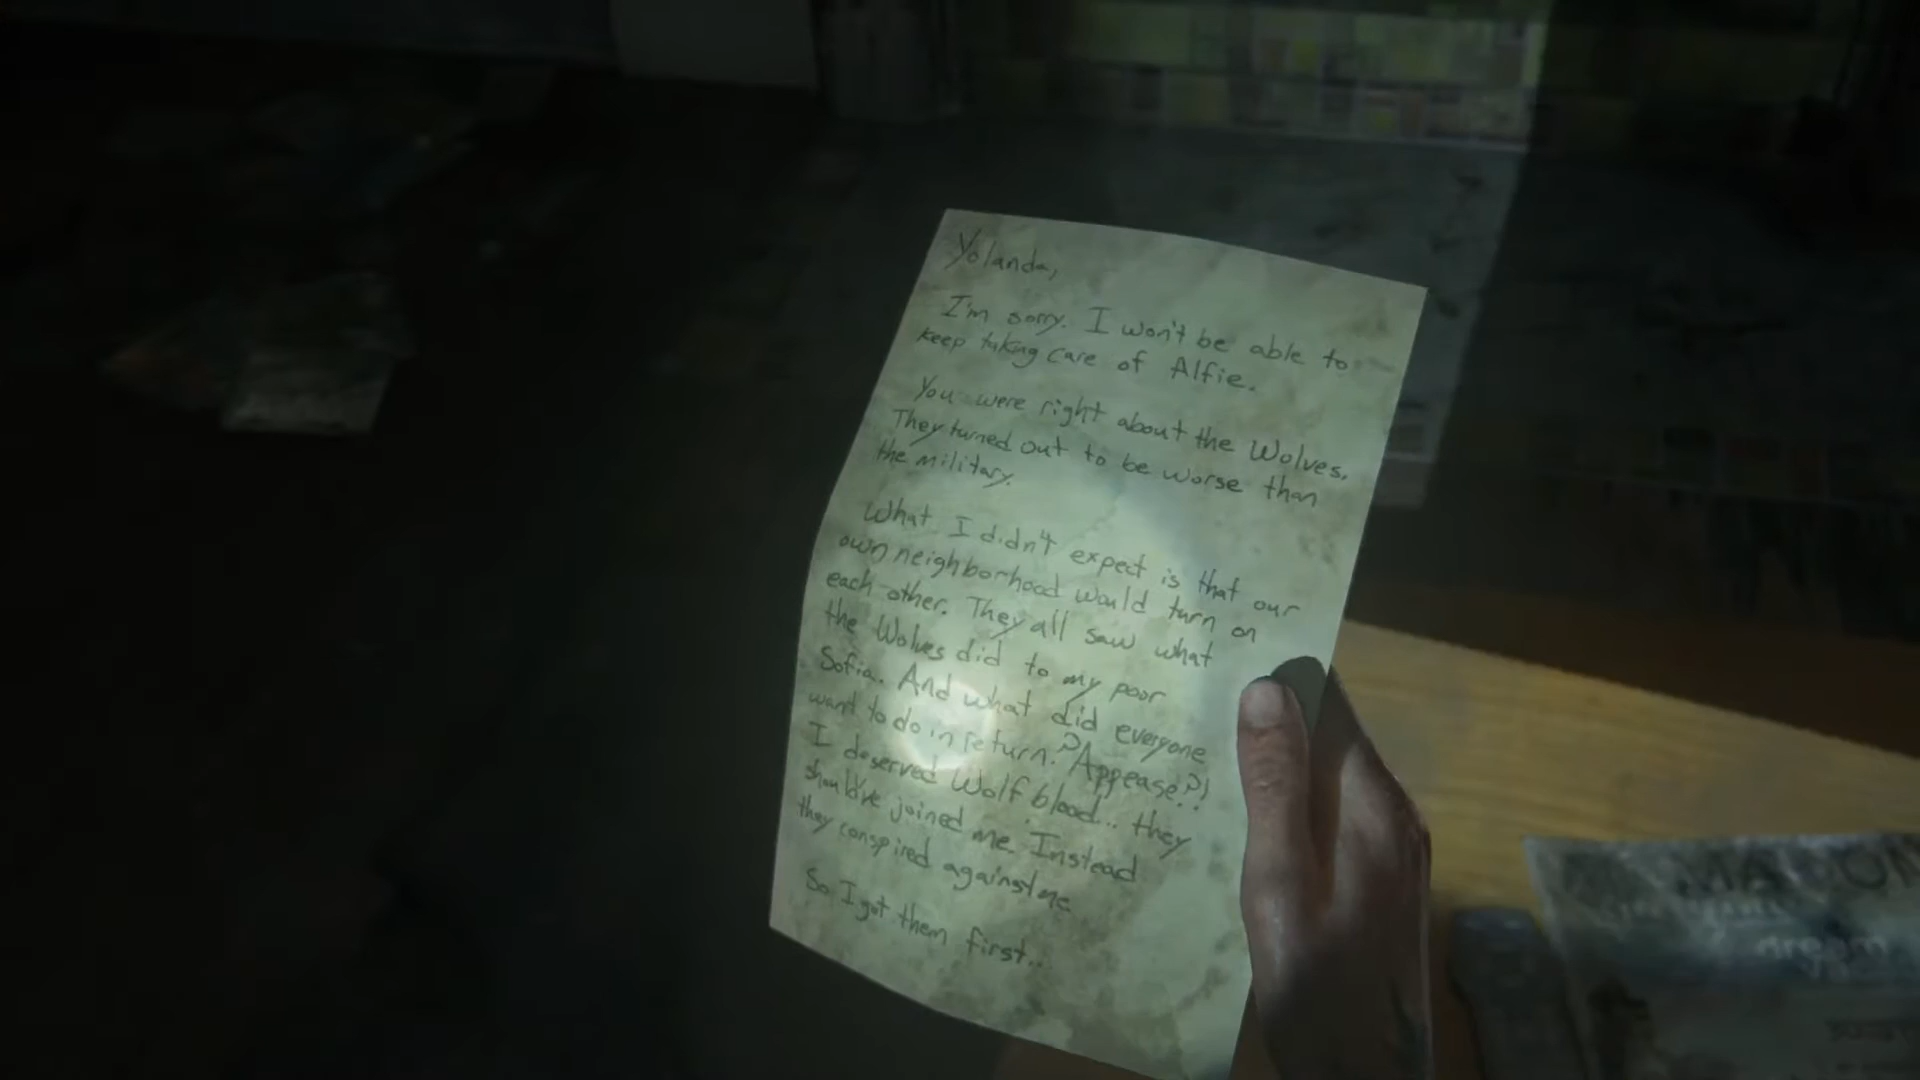 Yolanda,
I'm sorry. I won't be able to
keep taking care of Alfie.
You were right about the Wolves.
They turned out to be worse than
the military.
What I didn't expect is that our
own neighborhood would turn on
each other. They all saw what
the Wolves did to my poor
Sofia. And what did everyone
want to do in return? Appease?!
I deserved Wolf blood... they
should've joined me. Instead
they conspired against me
So I got them first..
dream